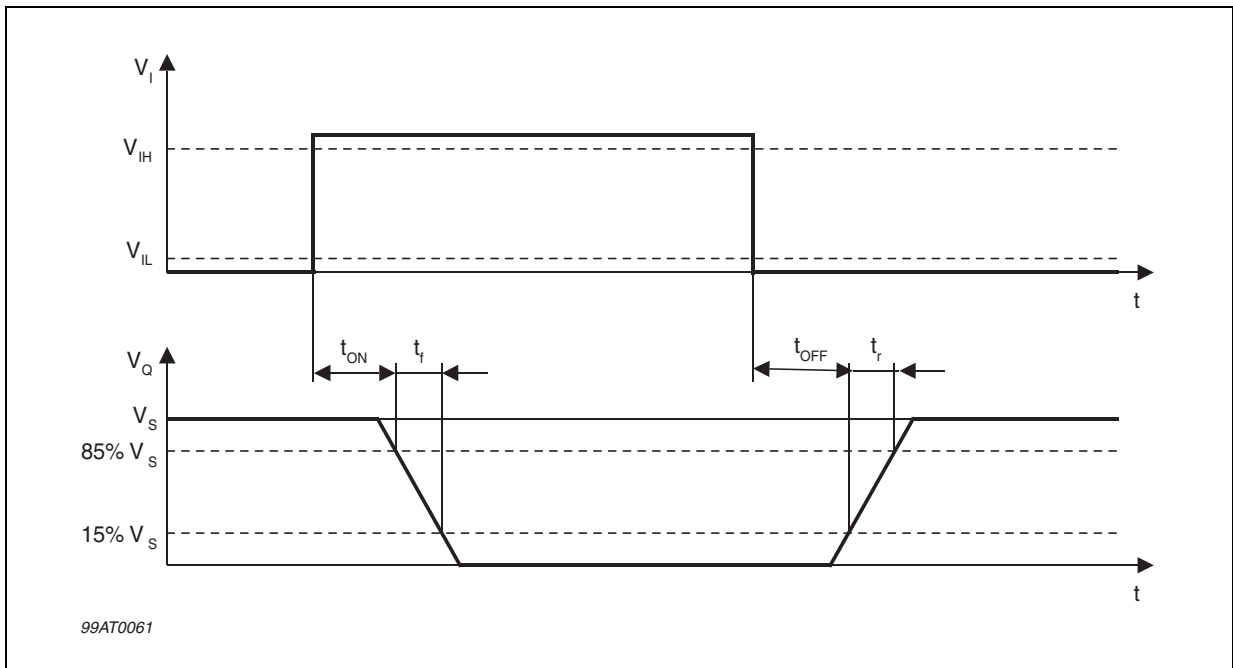 V_I
V_IH
V_IL
t
V_Q
t_ON
t_f
t_OFF
t_r
V_S
85% V_S
15% V_S
t
99AT0061